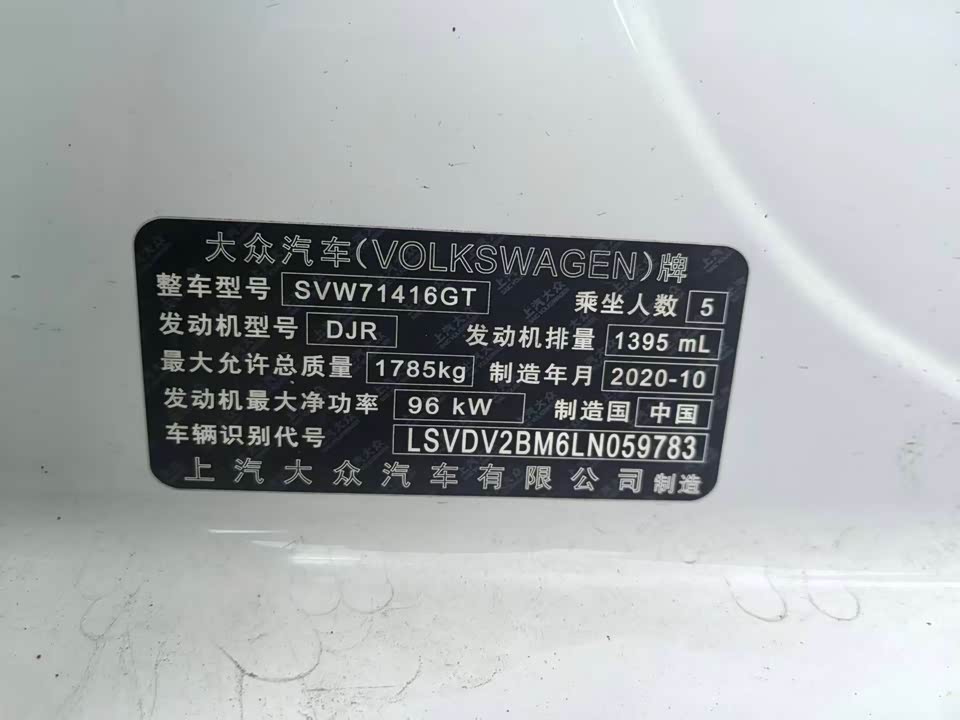 大众汽车(VOLKSWAGEN)牌
整车型号 SVW71416GT 乘坐人数 5
发动机型号 DJR 发动机排量 1395 mL
最大允许总质量 1785kg 制造年月 2020-10
发动机最大净功率 96 kW 制造国 中国
车辆识别代号 LSVDV2BM6LN059783
上汽大众汽车有限公司 制造